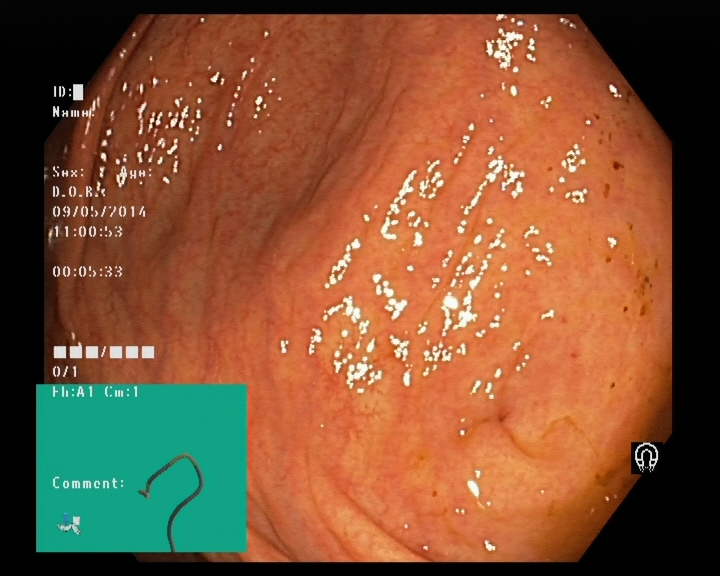 ID:
Name:
Sex: Age:
D.O.B.:
09/05/2014
11:00:53
00:05:33
0/1
Eh:A1 Cm:1
Comment: